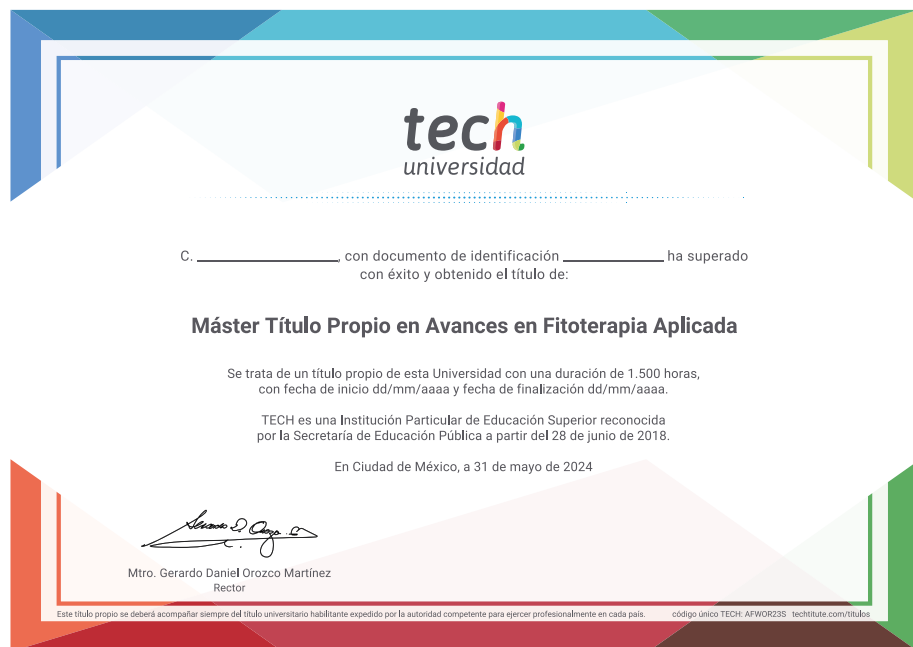 tech
universidad
C. ____________________, con documento de identificación ______________ ha superado
con éxito y obtenido el título de:
Máster Título Propio en Avances en Fitoterapia Aplicada
Se trata de un título propio de esta Universidad con una duración de 1.500 horas,
con fecha de inicio dd/mm/aaaa y fecha de finalización dd/mm/aaaa.
TECH es una Institución Particular de Educación Superior reconocida
por la Secretaría de Educación Pública a partir del 28 de junio de 2018.
En Ciudad de México, a 31 de mayo de 2024
Mtro. Gerardo Daniel Orozco Martínez
Rector
Este título propio se deberá acompañar siempre del título universitario habilitante expedido por la autoridad competente para ejercer profesionalmente en cada país. código único TECH: AFWOR23S techtitute.com/titulos